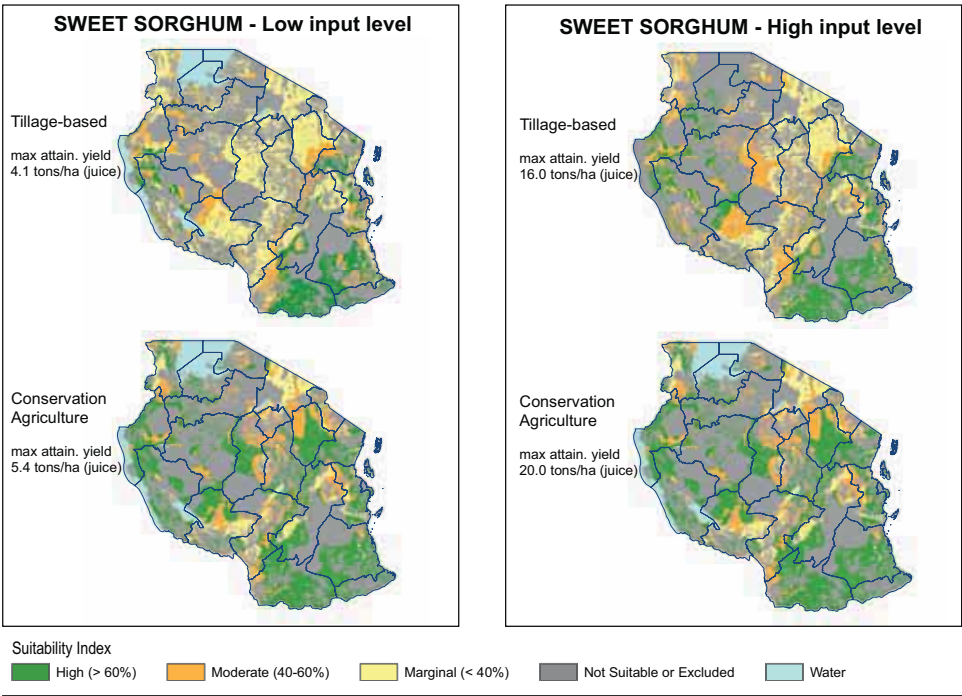 SWEET SORGHUM - Low input level
Tillage-based
max attain. yield
4.1 tons/ha (juice)
Conservation
Agriculture
max attain. yield
5.4 tons/ha (juice)
SWEET SORGHUM - High input level
Tillage-based
max attain. yield
16.0 tons/ha (juice)
Conservation
Agriculture
max attain. yield
20.0 tons/ha (juice)
Suitability Index
High (> 60%)
Moderate (40-60%)
Marginal (< 40%)
Not Suitable or Excluded
Water